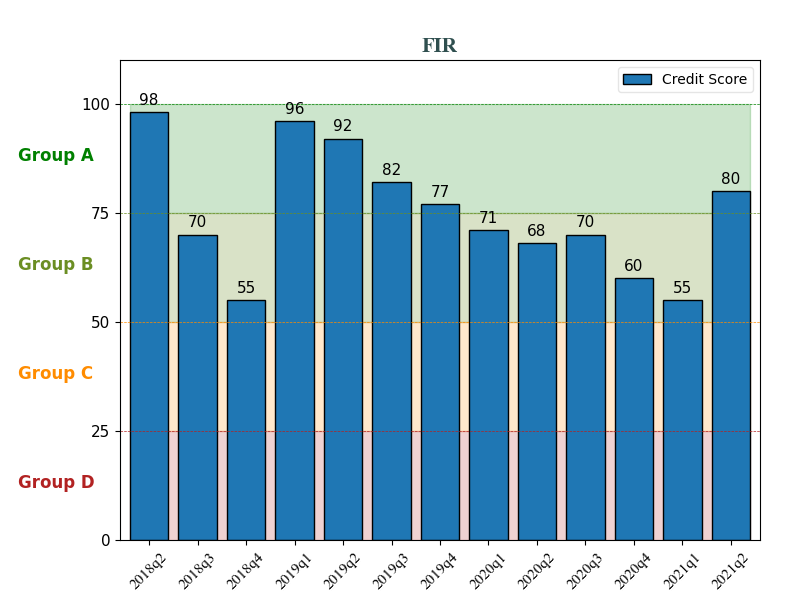 FIR
Credit Score
100
75
50
25
0
Group A
Group B
Group C
Group D
98
70
55
96
92
82
77
71
68
70
60
55
80
2018q2
2018q3
2018q4
2019q1
2019q2
2019q3
2019q4
2020q1
2020q2
2020q3
2020q4
2021q1
2021q2